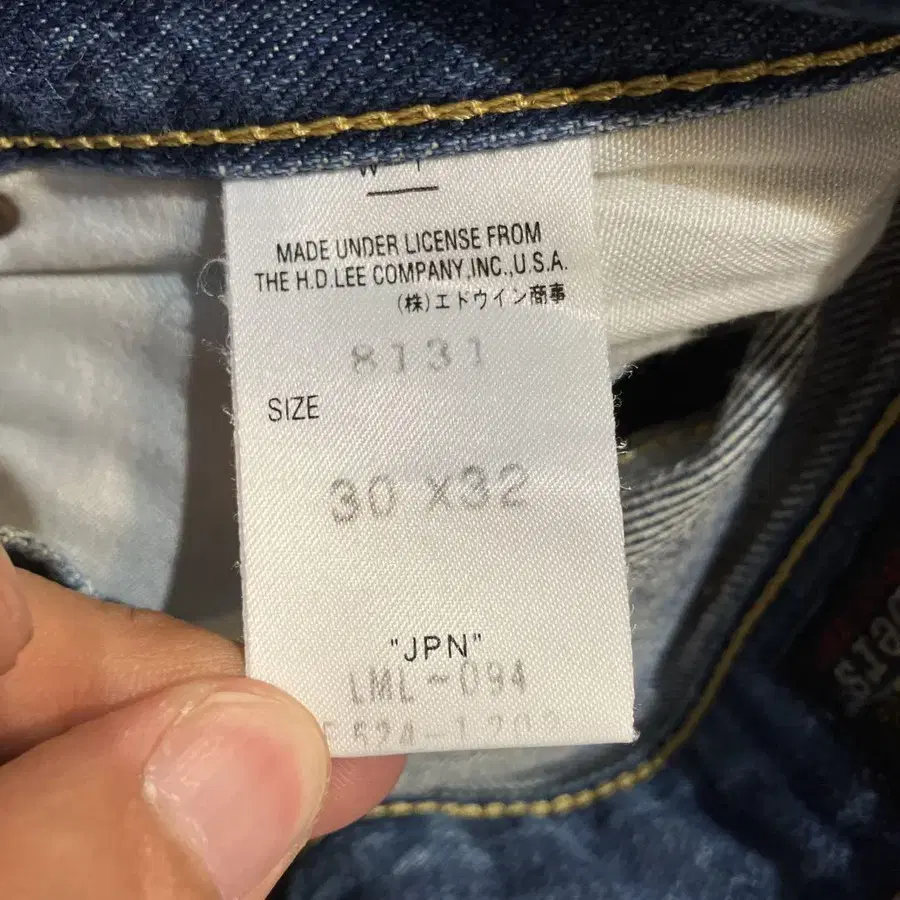 MADE UNDER LICENSE FROM
THE H.D.LEE COMPANY,INC.,U.S.A.
(株)エドウイン商事
8131
SIZE
30 X32
"JPN"
LML-094